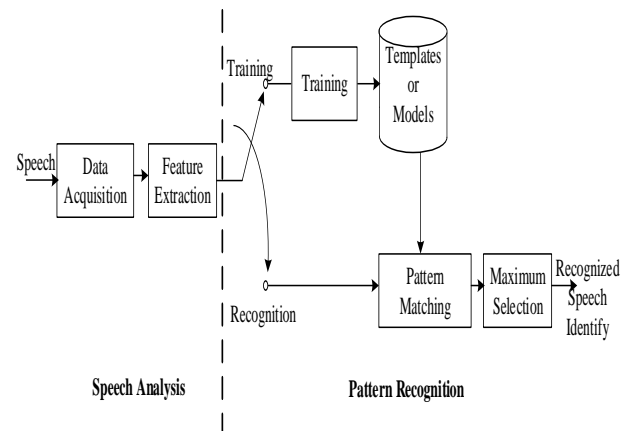 Speech
Data
Acquisition
Feature
Extraction
Training
Training
Templates
or
Models
Recognition
Pattern
Matching
Maximum
Selection
Recognized
Speech
Identify
Speech Analysis
Pattern Recognition